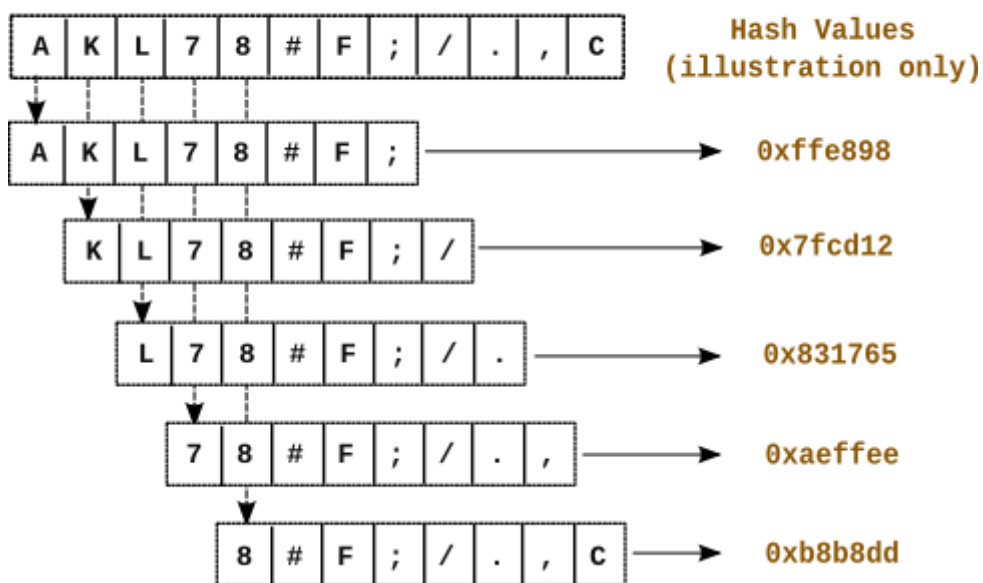 A K L 7 8 # F ; / . , C
Hash Values
(illustration only)
A K L 7 8 # F ;
0xffe898
K L 7 8 # F ; /
0x7fcd12
L 7 8 # F ; / .
0x831765
7 8 # F ; / . ,
0xaeffee
8 # F ; / . , C
0xb8b8dd